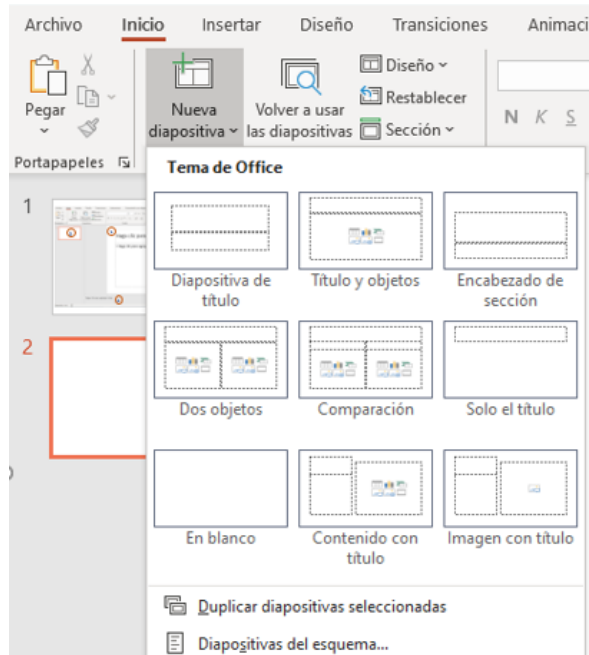 Archivo Inicio Insertar Diseño Transiciones Animaci
Pegar
Nueva diapositiva
Volver a usar las diapositivas
Diseño
Restablecer
Sección
N K S
Portapapeles
Tema de Office
1
2
Diapositiva de título
Título y objetos
Encabezado de sección
Dos objetos
Comparación
Solo el título
En blanco
Contenido con título
Imagen con título
Duplicar diapositivas seleccionadas
Diapositivas del esquema...